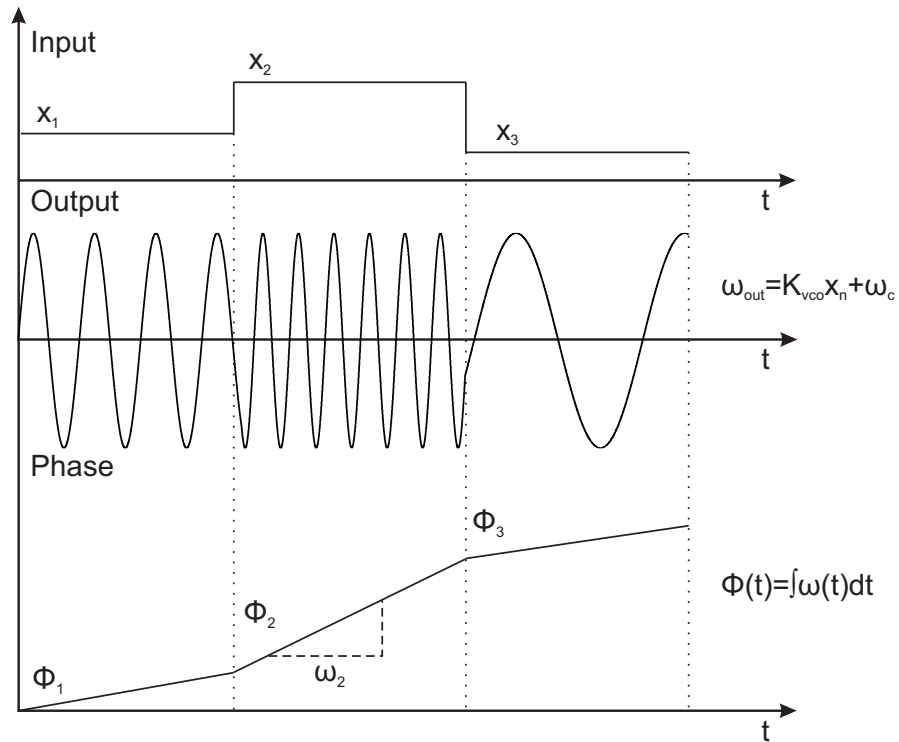 Input
x₂
x₁
x₃
t
Output
ω_out=K_vco x_n+ω_c
t
Phase
Φ₃
Φ(t)=∫ω(t)dt
Φ₂
ω₂
Φ₁
t